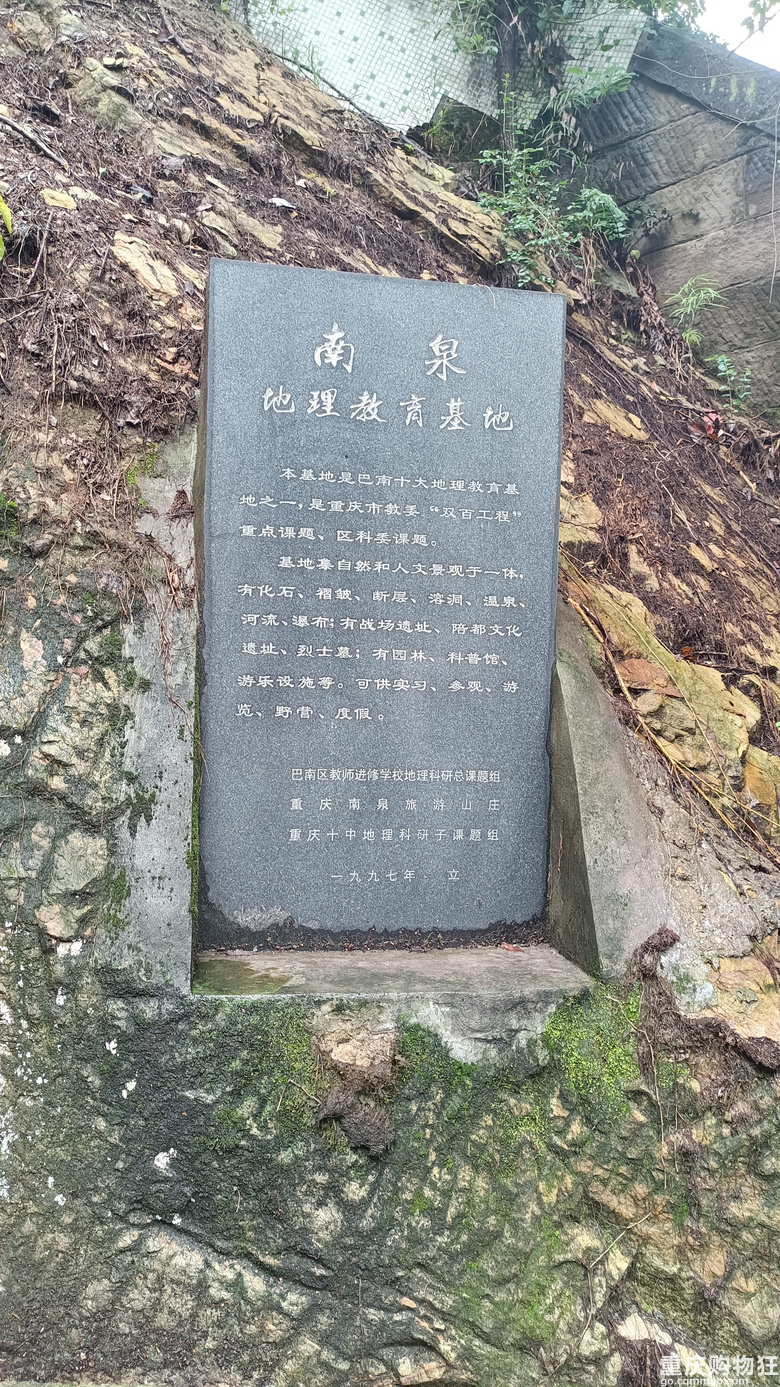 南 泉
地理教育基地
本基地是巴南十大地理教育基
地之一，是重庆市教委“双百工程”
重点课题、区科委课题。
基地集自然和人文景观于一体，
有化石、褶皱、断层、溶洞、温泉、
河流、瀑布；有战场遗址、陪都文化
遗址、烈士墓；有园林、科普馆、
游乐设施等。可供实习、参观、游
览、野营、度假。
巴南区教师进修学校地理科研总课题组
重庆南泉旅游山庄
重庆十中地理科研子课题组
一九九七年 立
重庆购物狂
go.cqmmgo.com